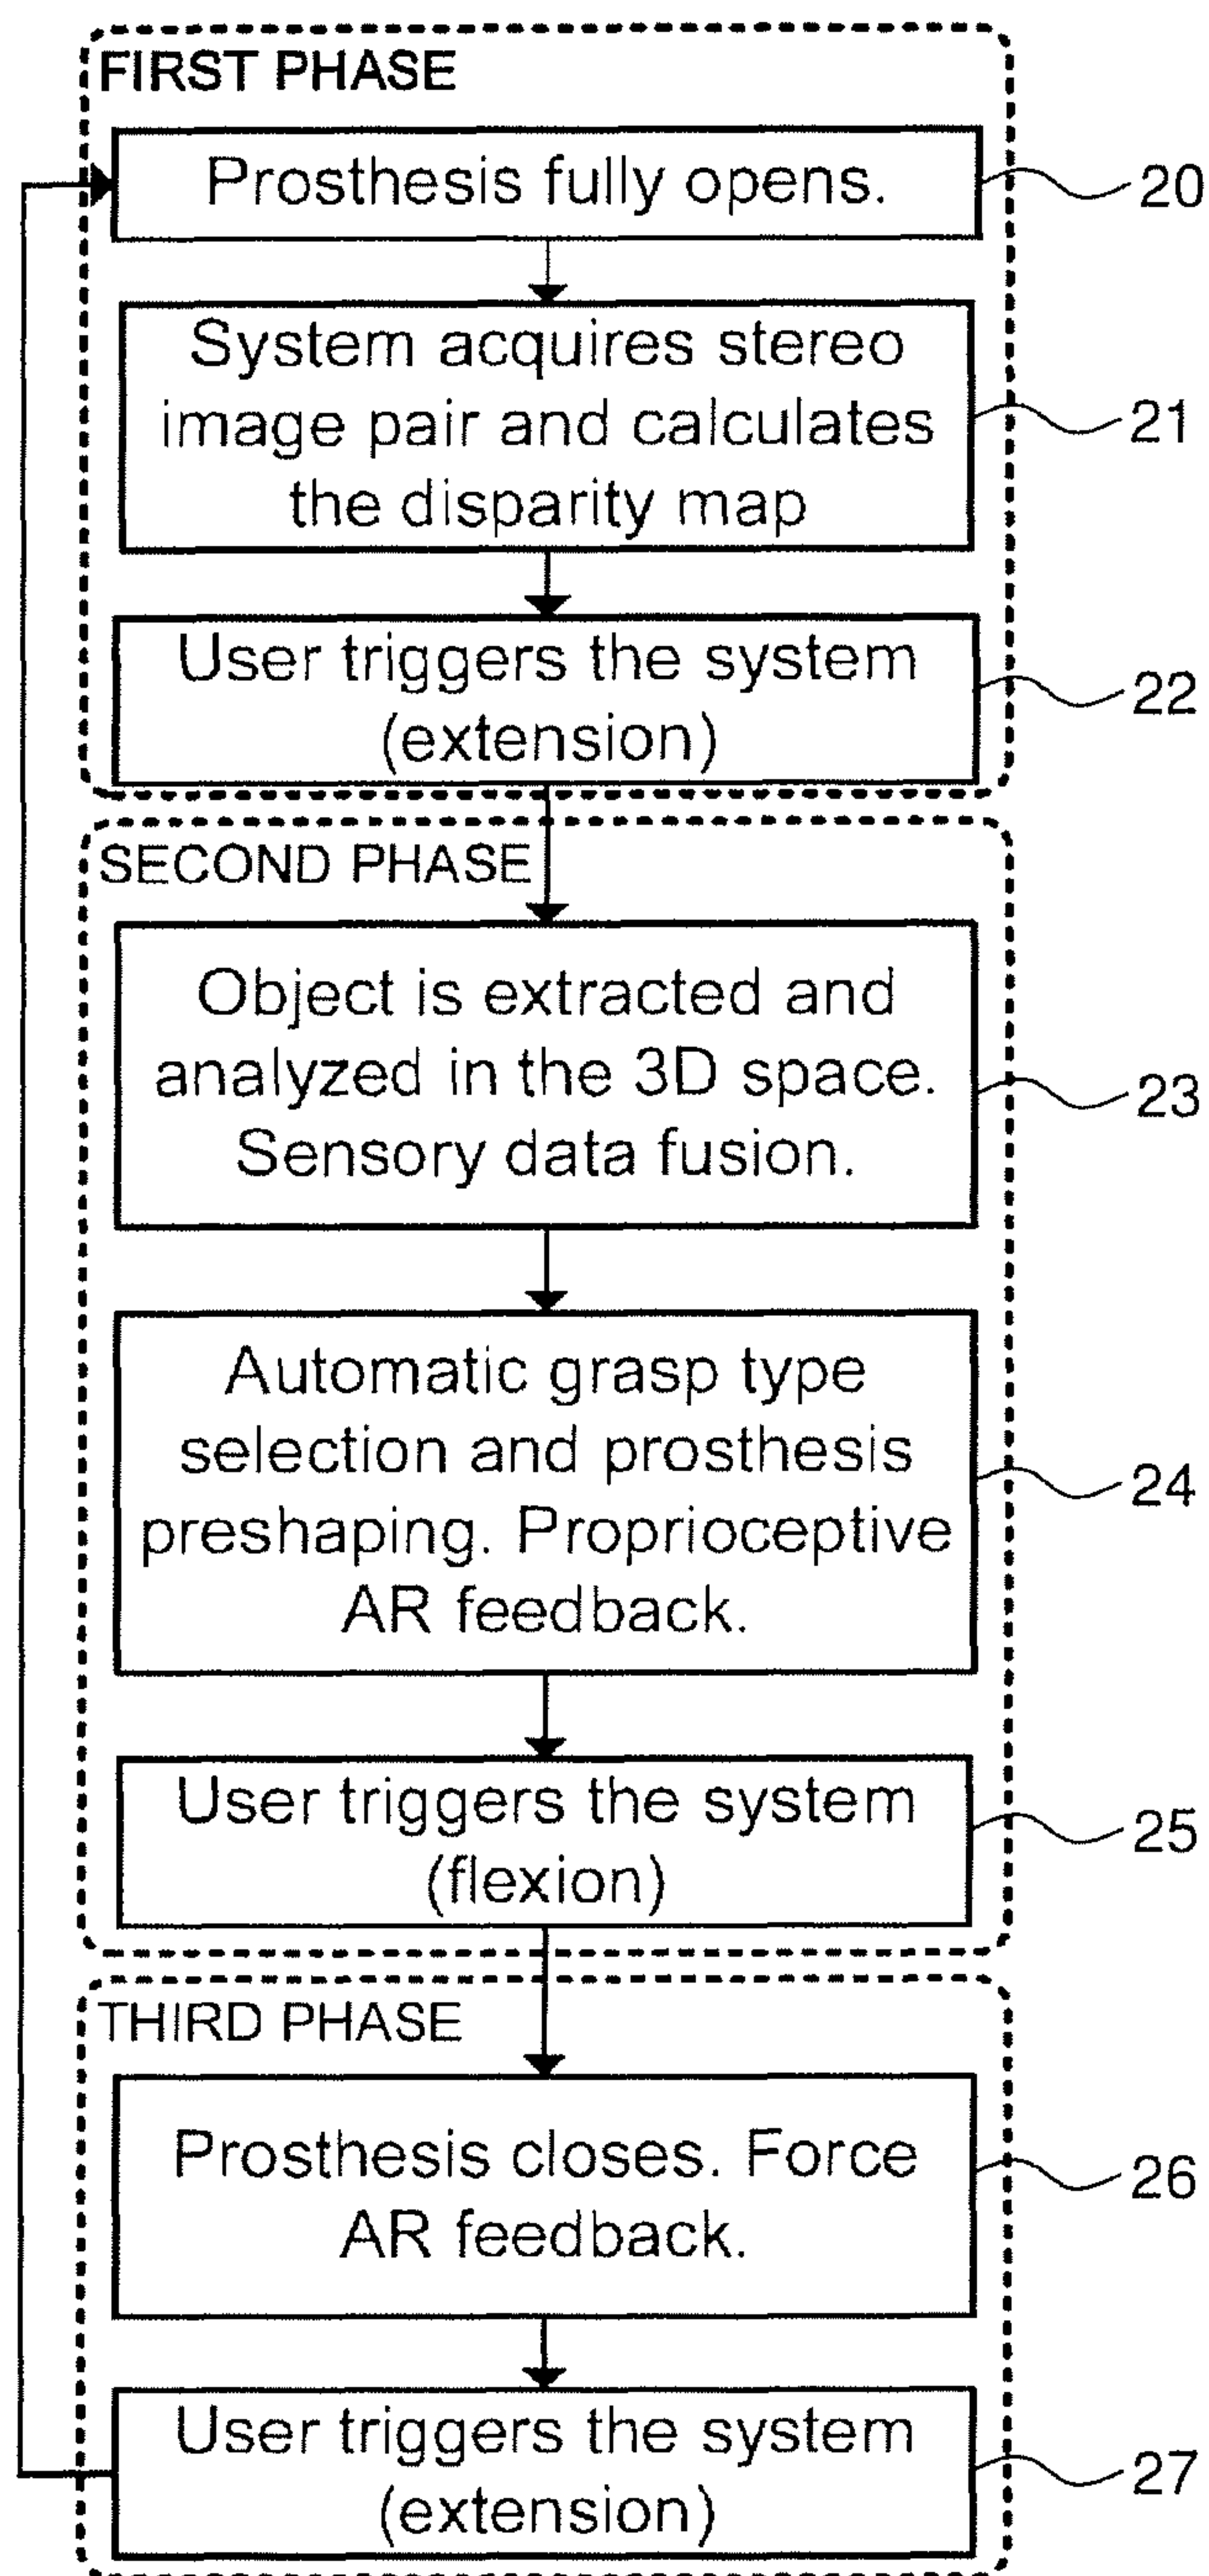 FIRST PHASE
Prosthesis fully opens.
20
System acquires stereo
image pair and calculates
the disparity map
21
User triggers the system
(extension)
22
SECOND PHASE
Object is extracted and
analyzed in the 3D space.
Sensory data fusion.
23
Automatic grasp type
selection and prosthesis
preshaping. Proprioceptive
AR feedback.
24
User triggers the system
(flexion)
25
THIRD PHASE
Prosthesis closes. Force
AR feedback.
26
User triggers the system
(extension)
27